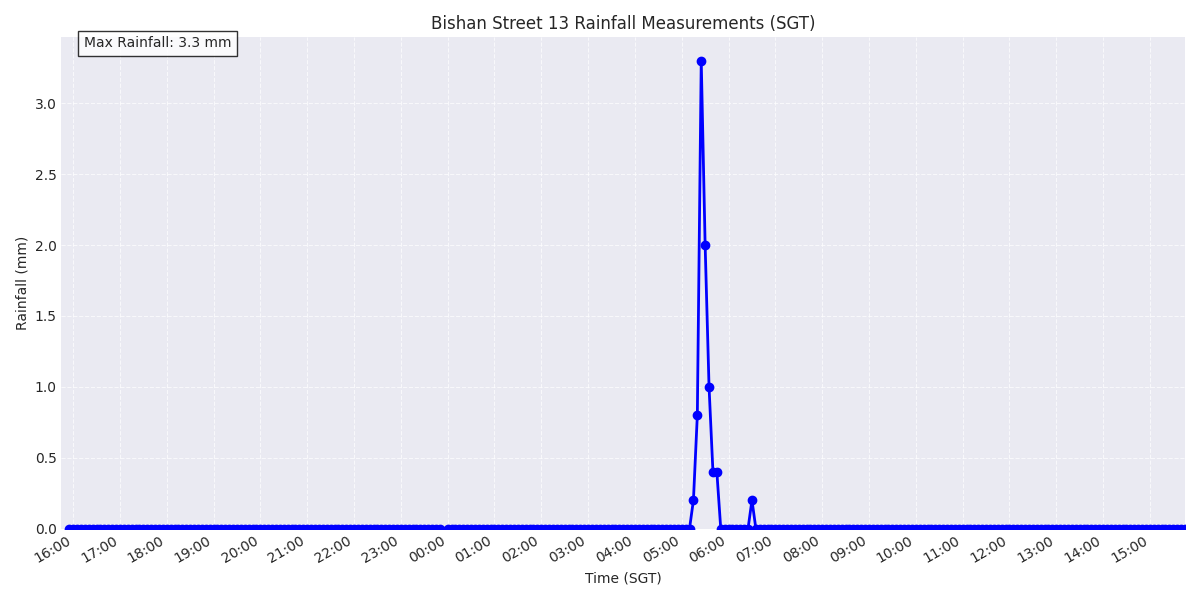 Bishan Street 13 Rainfall Measurements (SGT)
Max Rainfall: 3.3 mm
Rainfall (mm)
3.0
2.5
2.0
1.5
1.0
0.5
0.0
16:00 17:00 18:00 19:00 20:00 21:00 22:00 23:00 00:00 01:00 02:00 03:00 04:00 05:00 06:00 07:00 08:00 09:00 10:00 11:00 12:00 13:00 14:00 15:00
Time (SGT)